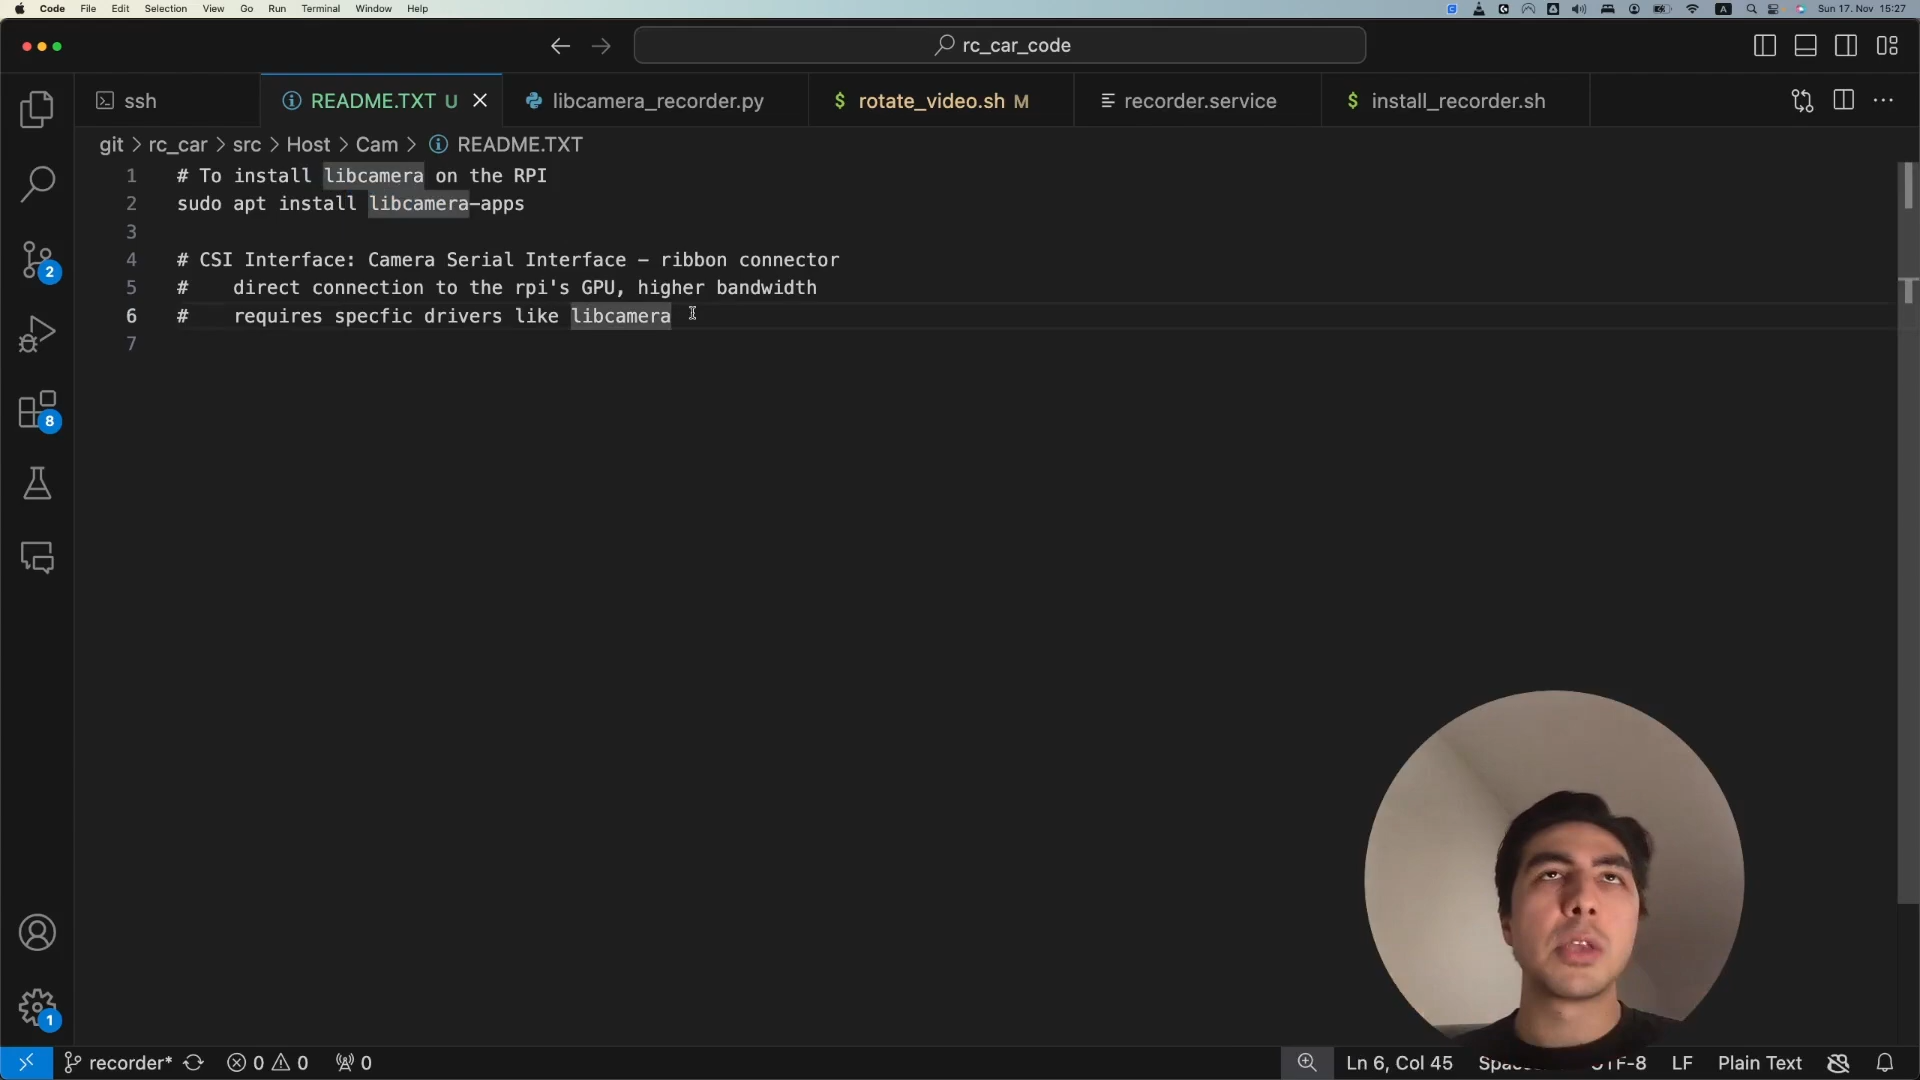 Code File Edit Selection View Go Run Terminal Window Help
A Sun 17. Nov 15:27
rc_car_code
ssh README.TXT U libcamera_recorder.py $ rotate_video.sh M recorder.service $ install_recorder.sh
git > rc_car > src > Host > Cam > README.TXT
1 # To install libcamera on the RPI
2 sudo apt install libcamera-apps
3
4 # CSI Interface: Camera Serial Interface - ribbon connector
5 # direct connection to the rpi's GPU, higher bandwidth
6 # requires specfic drivers like libcamera
7
2
8
1
recorder* 0 0 0 Ln 6, Col 45 LF Plain Text